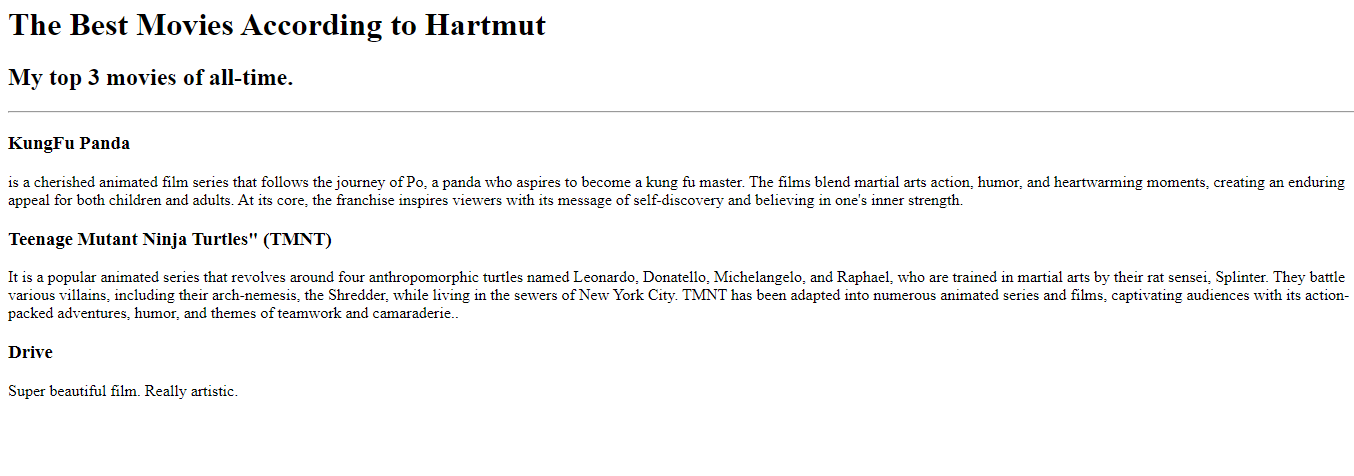 The Best Movies According to Hartmut
My top 3 movies of all-time.
KungFu Panda
is a cherished animated film series that follows the journey of Po, a panda who aspires to become a kung fu master. The films blend martial arts action, humor, and heartwarming moments, creating an enduring
appeal for both children and adults. At its core, the franchise inspires viewers with its message of self-discovery and believing in one's inner strength.
Teenage Mutant Ninja Turtles" (TMNT)
It is a popular animated series that revolves around four anthropomorphic turtles named Leonardo, Donatello, Michelangelo, and Raphael, who are trained in martial arts by their rat sensei, Splinter. They battle
various villains, including their arch-nemesis, the Shredder, while living in the sewers of New York City. TMNT has been adapted into numerous animated series and films, captivating audiences with its action-
packed adventures, humor, and themes of teamwork and camaraderie..
Drive
Super beautiful film. Really artistic.